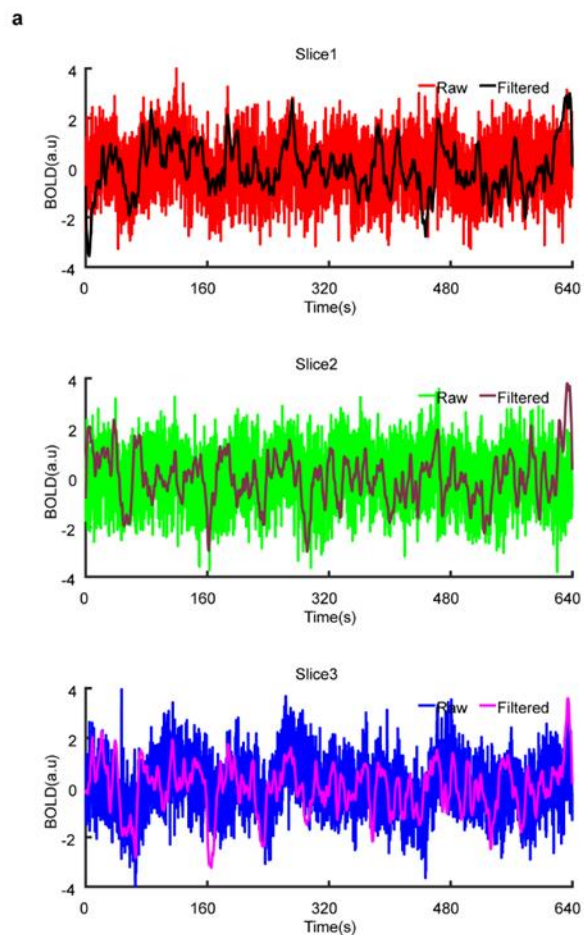 a
Slice1
Raw Filtered
4
2
0
-2
-4
BOLD(a.u)
0 160 320 480 640
Time(s)
Slice2
Raw Filtered
4
2
0
-2
-4
BOLD(a.u)
0 160 320 480 640
Time(s)
Slice3
Raw Filtered
4
2
0
-2
-4
BOLD(a.u)
0 160 320 480 640
Time(s)